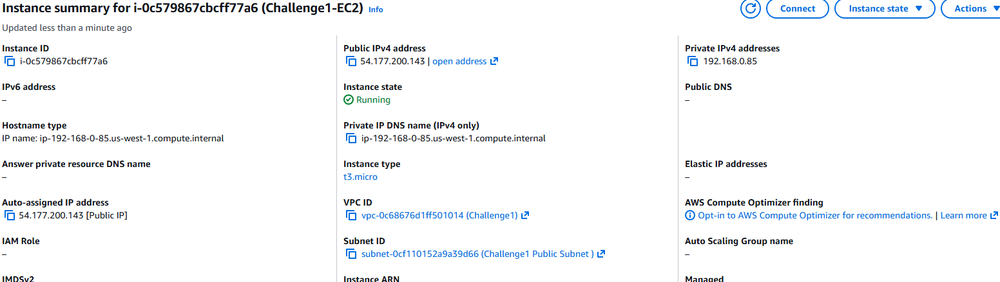 Instance summary for i-0c579867cbcff77a6 (Challenge1-EC2) Info
Connect
Instance state
Actions
Updated less than a minute ago
Instance ID
i-0c579867cbcff77a6
Public IPv4 address
54.177.200.143 | open address
Private IPv4 addresses
192.168.0.85
IPv6 address
–
Instance state
Running
Public DNS
–
Hostname type
IP name: ip-192-168-0-85.us-west-1.compute.internal
Private IP DNS name (IPv4 only)
ip-192-168-0-85.us-west-1.compute.internal
Answer private resource DNS name
–
Instance type
t3.micro
Elastic IP addresses
–
Auto-assigned IP address
54.177.200.143 [Public IP]
VPC ID
vpc-0c68676d1ff501014 (Challenge1)
AWS Compute Optimizer finding
Opt-in to AWS Compute Optimizer for recommendations. | Learn more
IAM Role
–
Subnet ID
subnet-0cf110152a9a39d66 (Challenge1 Public Subnet )
Auto Scaling Group name
–
IMDSv2
Instance ARN
Managed